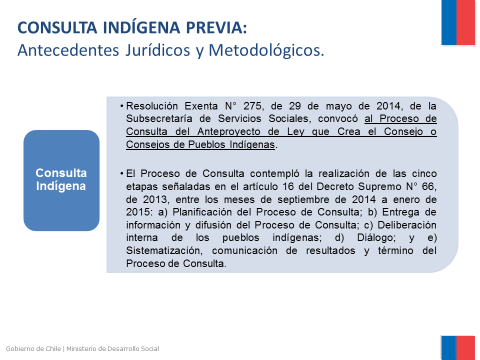 CONSULTA INDÍGENA PREVIA:
Antecedentes Jurídicos y Metodológicos.
Consulta
Indígena
• Resolución Exenta N° 275, de 29 de mayo de 2014, de la
Subsecretaría de Servicios Sociales, convocó al Proceso de
Consulta del Anteproyecto de Ley que Crea el Consejo o
Consejos de Pueblos Indígenas.
• El Proceso de Consulta contempló la realización de las cinco
etapas señaladas en el artículo 16 del Decreto Supremo N° 66,
de 2013, entre los meses de septiembre de 2014 a enero de
2015: a) Planificación del Proceso de Consulta; b) Entrega de
información y difusión del Proceso de Consulta; c) Deliberación
interna de los pueblos indígenas; d) Diálogo; y e)
Sistematización, comunicación de resultados y término del
Proceso de Consulta.
Gobierno de Chile | Ministerio de Desarrollo Social